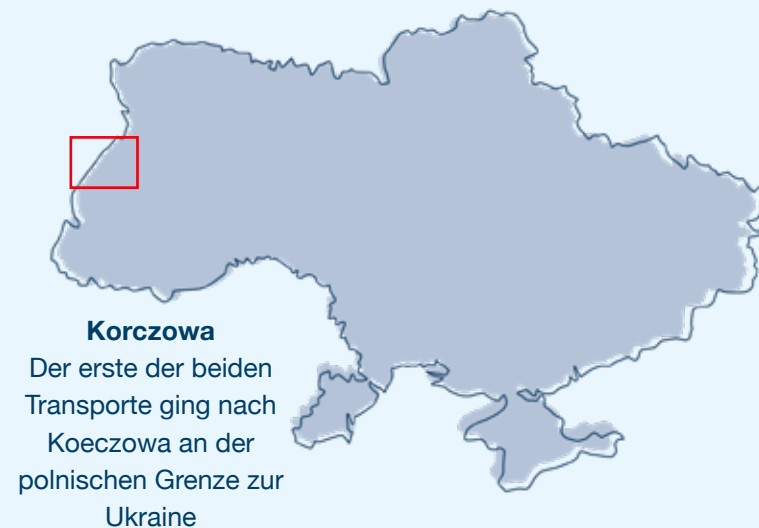 Korczowa
Der erste der beiden
Transporte ging nach
Koeczowa an der
polnischen Grenze zur
Ukraine